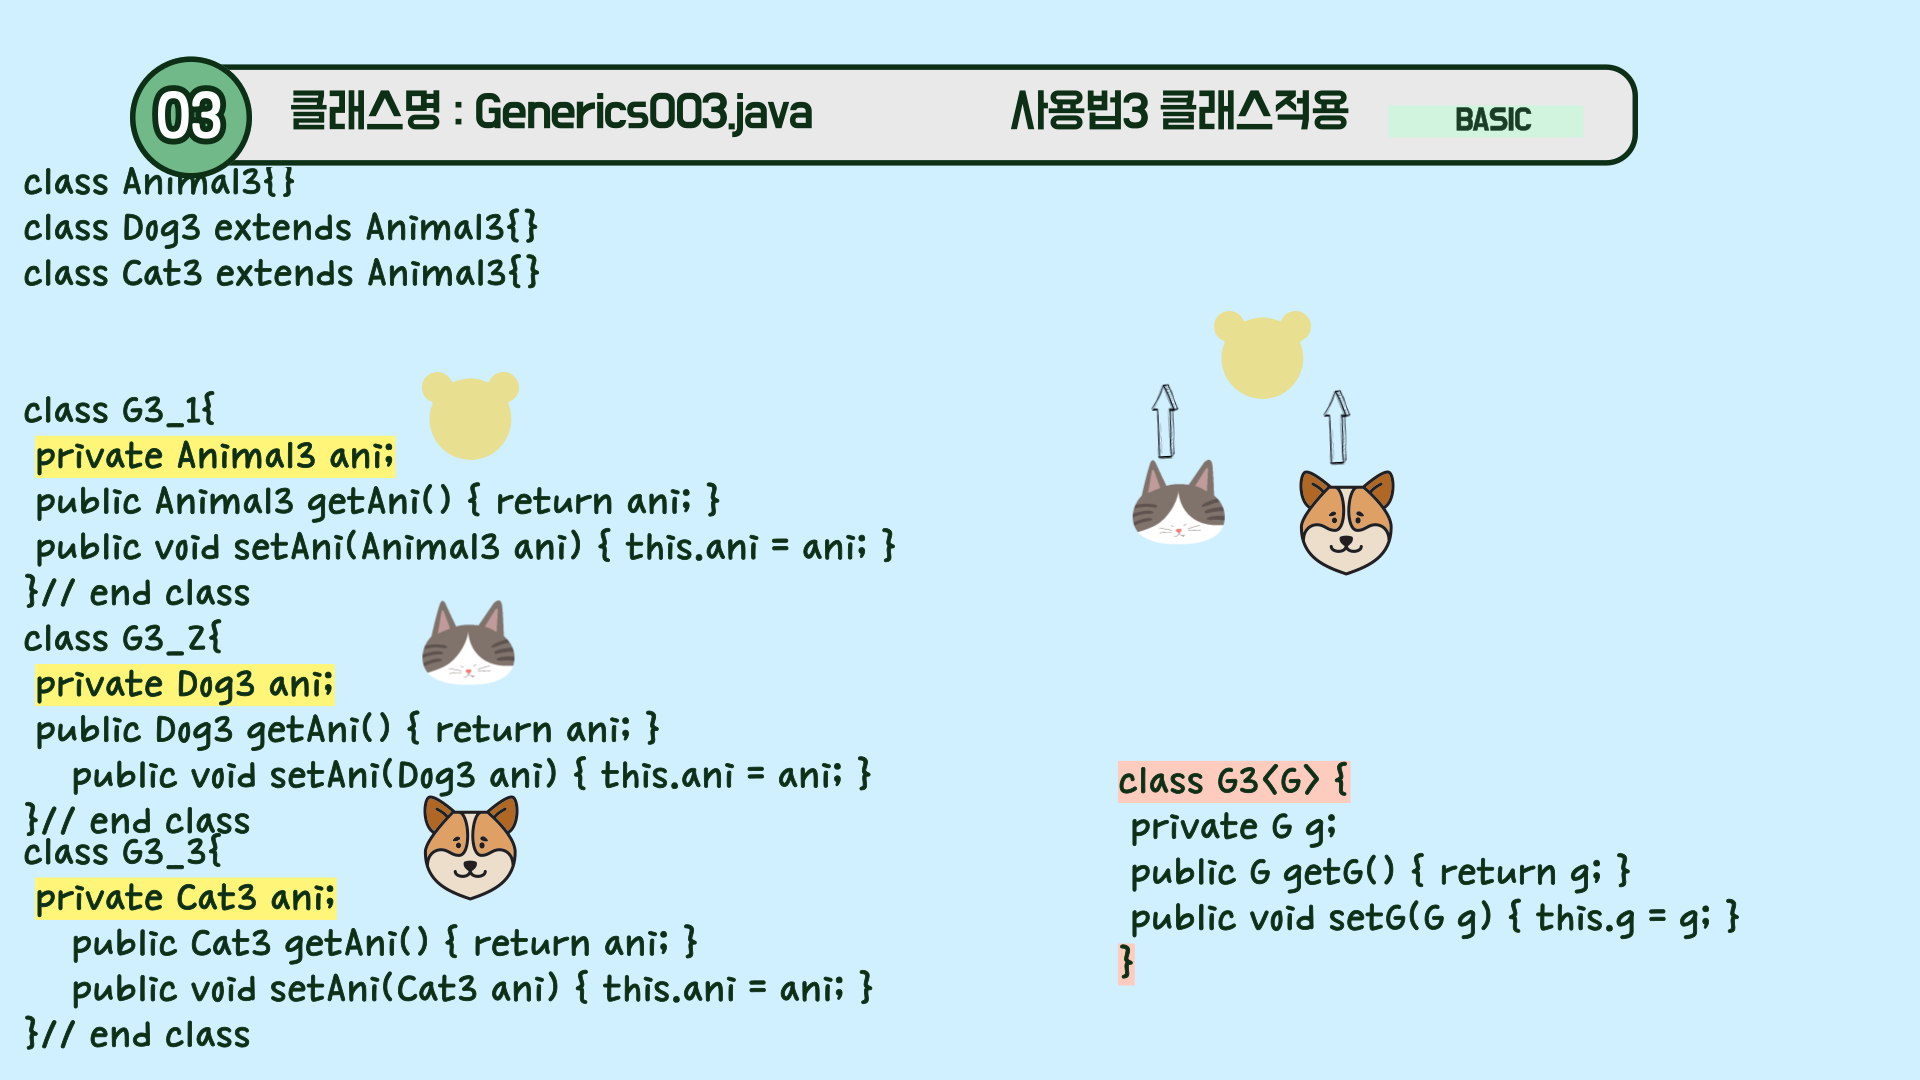 03
클래스명 : Generics003.java
사용법3 클래스적용
BASIC
class Animal3{}
class Dog3 extends Animal3{}
class Cat3 extends Animal3{}
class G3_1{
private Animal3 ani;
public Animal3 getAni() { return ani; }
public void setAni(Animal3 ani) { this.ani = ani; }
}// end class
class G3_2{
private Dog3 ani;
public Dog3 getAni() { return ani; }
public void setAni(Dog3 ani) { this.ani = ani; }
}// end class
class G3_3{
private Cat3 ani;
public Cat3 getAni() { return ani; }
public void setAni(Cat3 ani) { this.ani = ani; }
}// end class
class G3<G> {
private G g;
public G getG() { return g; }
public void setG(G g) { this.g = g; }
}